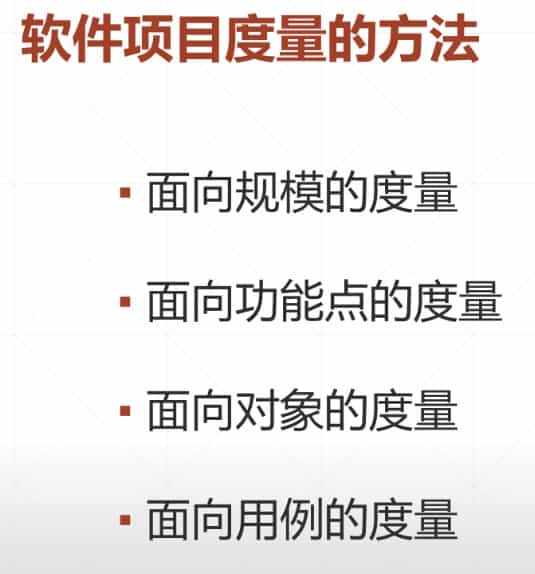 软件项目度量的方法
▪ 面向规模的度量
▪ 面向功能点的度量
▪ 面向对象的度量
▪ 面向用例的度量